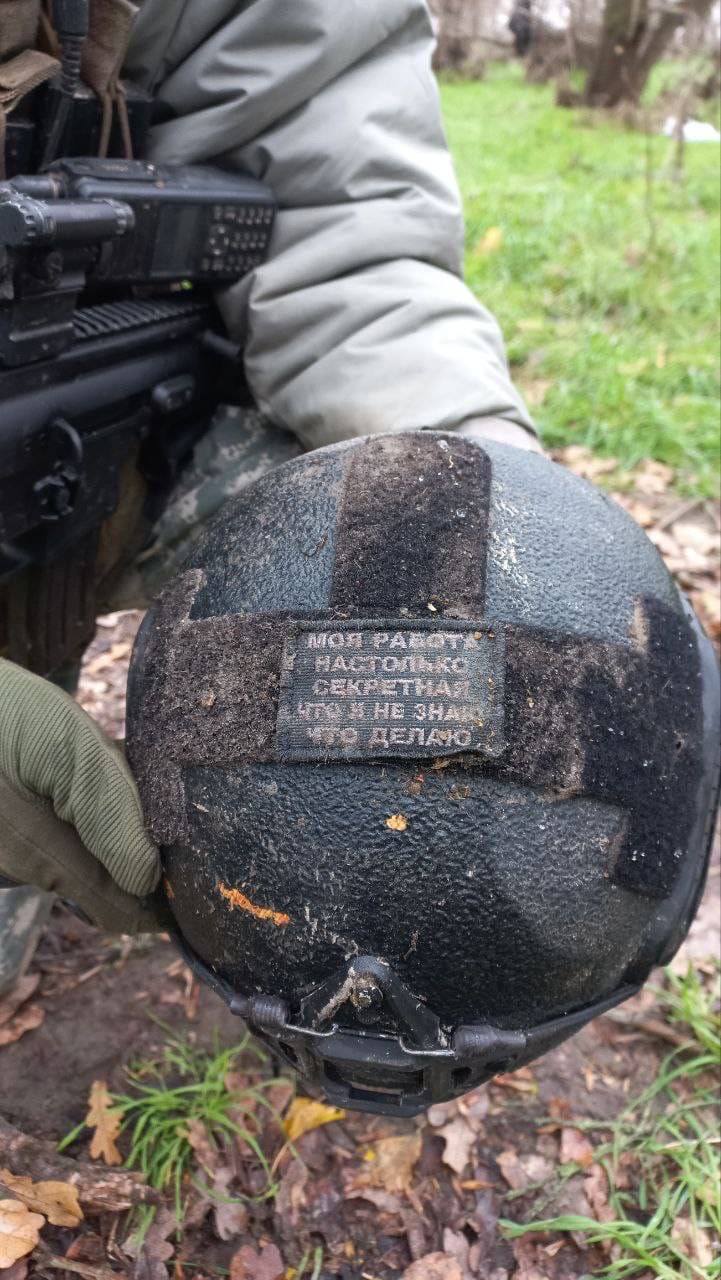 МОЯ РАБОТА
НАСТОЛЬКО
СЕКРЕТНАЯ
ЧТО Я НЕ ЗНАЮ
ЧТО ДЕЛАЮ